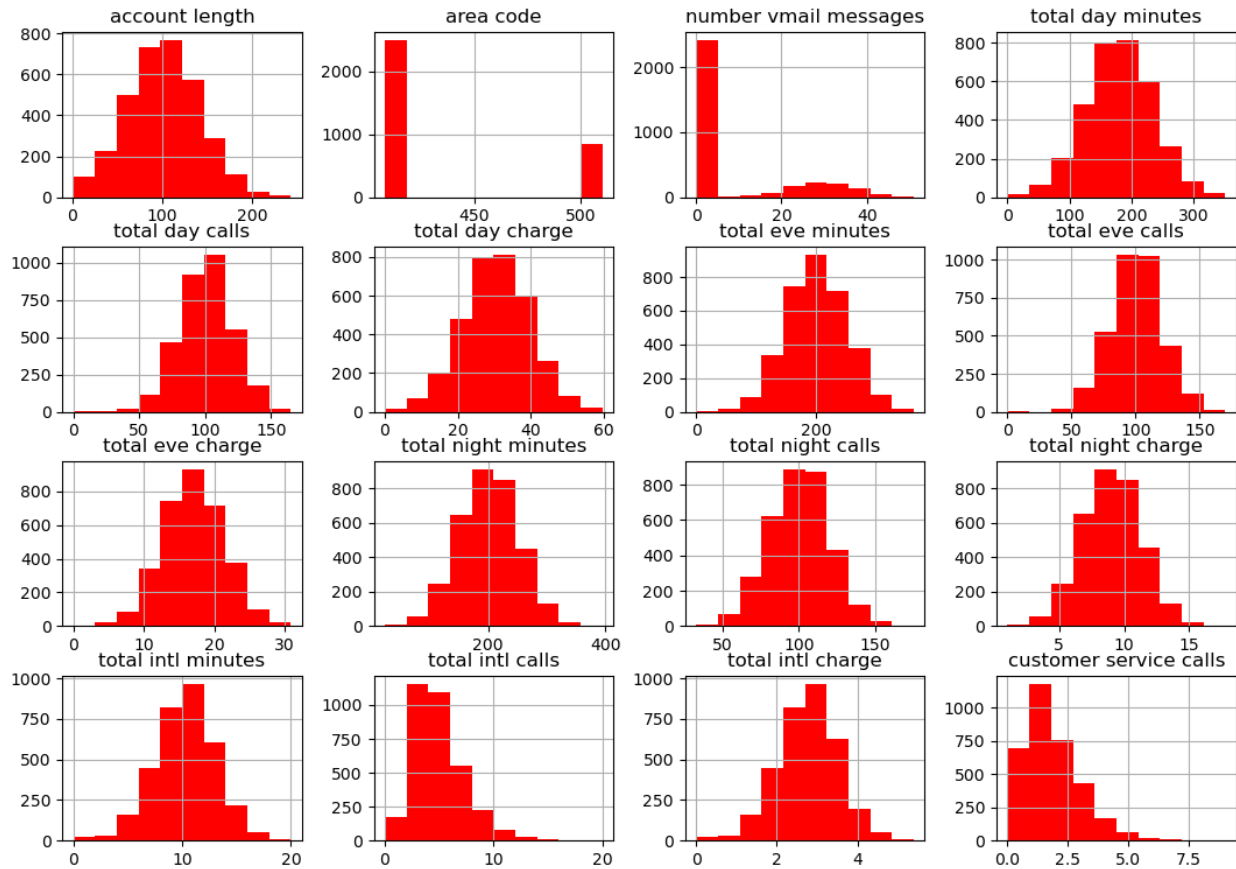 account length
area code
number vmail messages
total day minutes
800
600
400
200
0
0 100 200
2000
1000
0
450 500
2000
1000
0
0 20 40
800
600
400
200
0
0 100 200 300
total day calls
total day charge
total eve minutes
total eve calls
1000
750
500
250
0
0 50 100 150
800
600
400
200
0
0 20 40 60
800
600
400
200
0
0 200
1000
750
500
250
0
0 50 100 150
total eve charge
total night minutes
total night calls
total night charge
800
600
400
200
0
0 10 20 30
800
600
400
200
0
200 400
800
600
400
200
0
50 100 150
800
600
400
200
0
5 10 15
total intl minutes
total intl calls
total intl charge
customer service calls
1000
750
500
250
0
0 10 20
1000
750
500
250
0
0 10 20
1000
750
500
250
0
0 2 4
1000
750
500
250
0
0.0 2.5 5.0 7.5